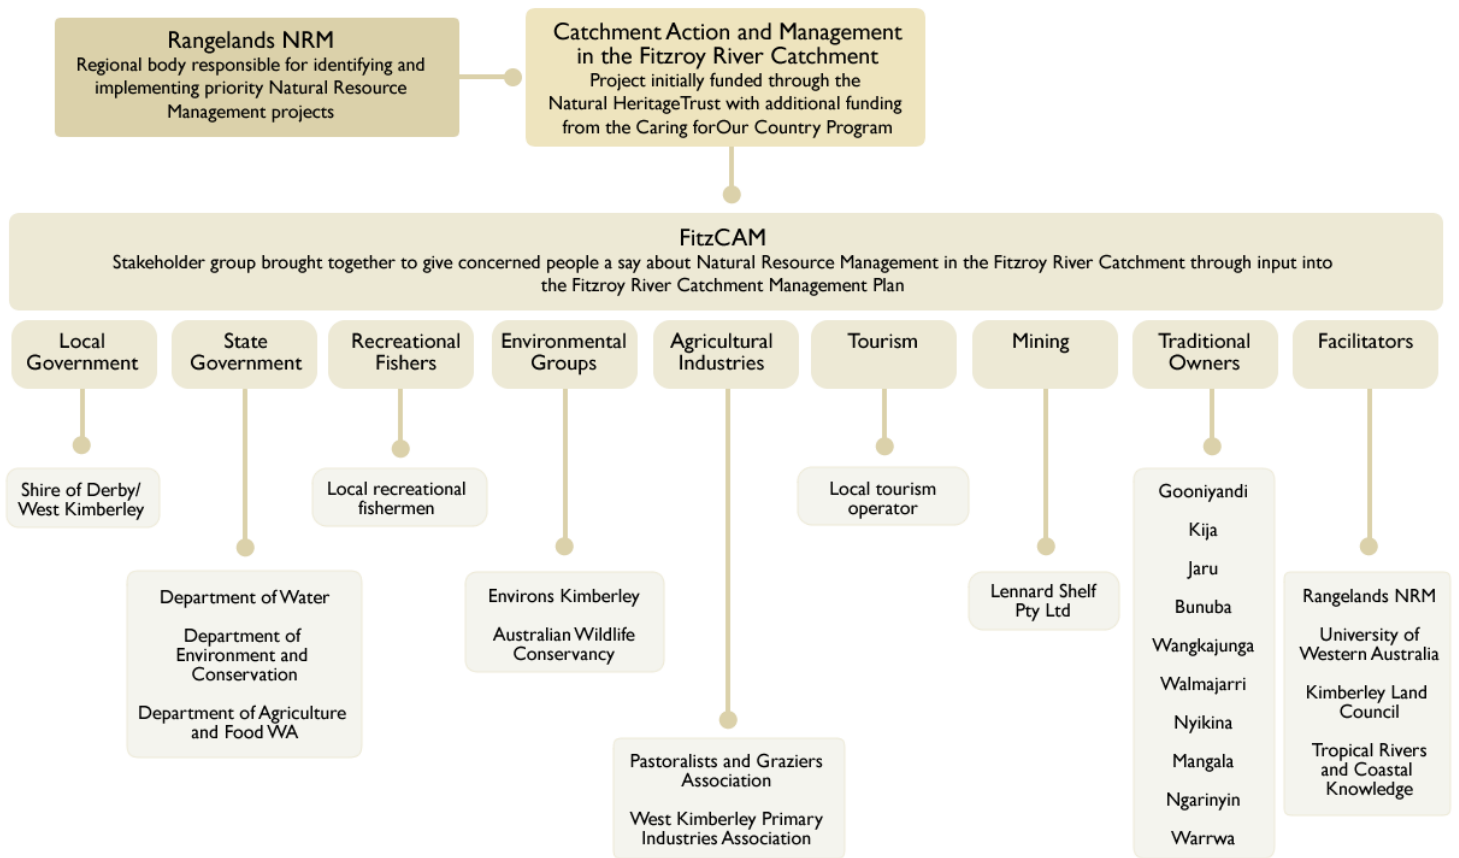 Rangelands NRM
Regional body responsible for identifying and
implementing priority Natural Resource
Management projects
Catchment Action and Management
in the Fitzroy River Catchment
Project initially funded through the
Natural HeritageTrust with additional funding
from the Caring forOur Country Program
FitzCAM
Stakeholder group brought together to give concerned people a say about Natural Resource Management in the Fitzroy River Catchment through input into
the Fitzroy River Catchment Management Plan
Local
Government
State
Government
Recreational
Fishers
Environmental
Groups
Agricultural
Industries
Tourism
Mining
Traditional
Owners
Facilitators
Shire of Derby/
West Kimberley
Department of Water
Department of
Environment and
Conservation
Department of Agriculture
and Food WA
Local recreational
fishermen
Environs Kimberley
Australian Wildlife
Conservancy
Pastoralists and Graziers
Association
West Kimberley Primary
Industries Association
Local tourism
operator
Lennard Shelf
Pty Ltd
Gooniyandi
Kija
Jaru
Bunuba
Wangkajunga
Walmajarri
Nyikina
Mangala
Ngarinyin
Warrwa
Rangelands NRM
University of
Western Australia
Kimberley Land
Council
Tropical Rivers
and Coastal
Knowledge